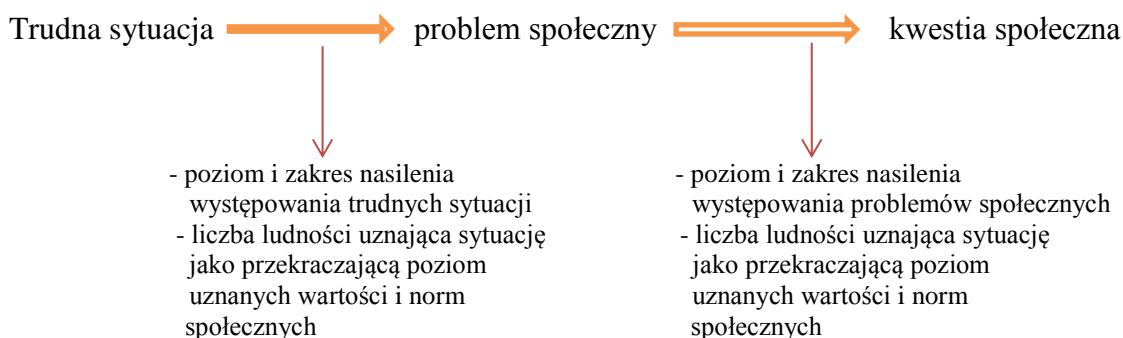 Trudna sytuacja problem społeczny kwestia społeczna
- poziom i zakres nasilenia
występowania trudnych sytuacji
- liczba ludności uznająca sytuację
jako przekraczającą poziom
uznanych wartości i norm
społecznych
- poziom i zakres nasilenia
występowania problemów społecznych
- liczba ludności uznająca sytuację
jako przekraczającą poziom
uznanych wartości i norm
społecznych